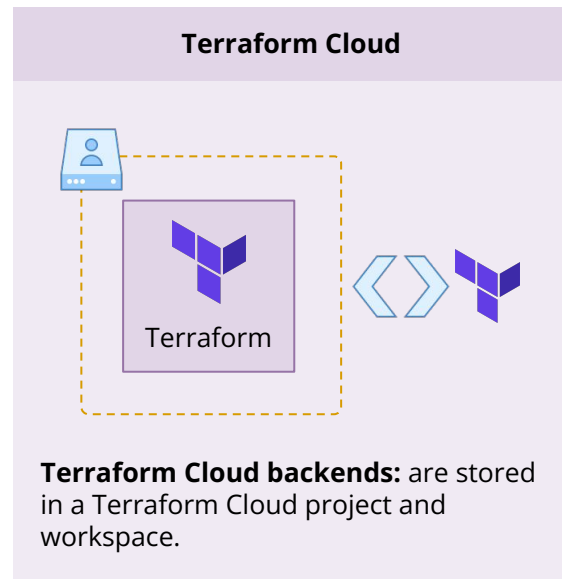 Terraform Cloud
Terraform
Terraform Cloud backends: are stored
in a Terraform Cloud project and
workspace.